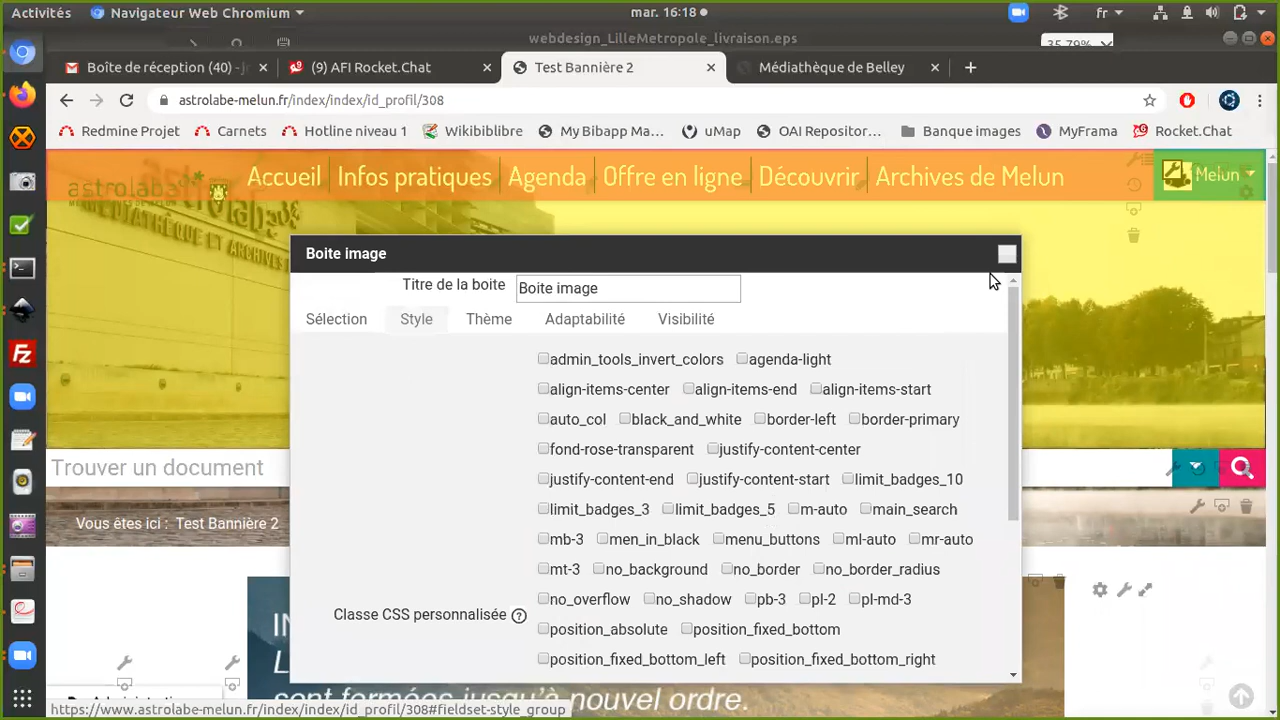 Activités Navigateur Web Chromium mar. 16:18 fr
webdesign_LilleMetropole_livraison.eps 35,79%
Boîte de réception (40) - j (9) AFI Rocket.Chat Test Bannière 2 Médiathèque de Belley
astrolabe-melun.fr/index/index/id_profil/308
Redmine Projet Carnets Hotline niveau 1 Wikibiblibre My Bibapp Ma... uMap OAI Repositor... Banque images MyFrama Rocket.Chat
astrolabe Accueil Infos pratiques Agenda Offre en ligne Découvrir Archives de Melun Melun
MÉDIATHÈQUE ET ARCHIVES
Boite image
Titre de la boite Boite image
Sélection Style Thème Adaptabilité Visibilité
admin_tools_invert_colors agenda-light
align-items-center align-items-end align-items-start
auto_col black_and_white border-left border-primary
fond-rose-transparent justify-content-center
Trouver un document
justify-content-end justify-content-start limit_badges_10
limit_badges_3 limit_badges_5 m-auto main_search
Vous êtes ici : Test Bannière 2
mb-3 men_in_black menu_buttons ml-auto mr-auto
mt-3 no_background no_border no_border_radius
no_overflow no_shadow pb-3 pl-2 pl-md-3
Classe CSS personnalisée ?
position_absolute position_fixed_bottom
position_fixed_bottom_left position_fixed_bottom_right
sont fermées jusqu'à nouvel ordre.
https://www.astrolabe-melun.fr/index/index/id_profil/308#fieldset-style_group